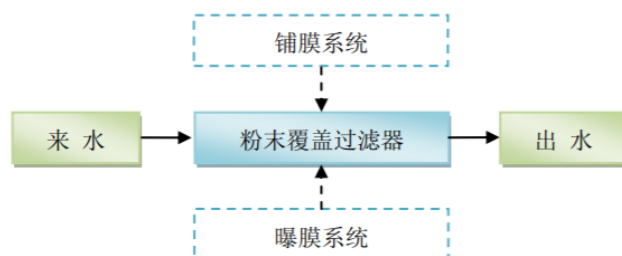 铺膜系统
来 水
粉末覆盖过滤器
出 水
曝膜系统